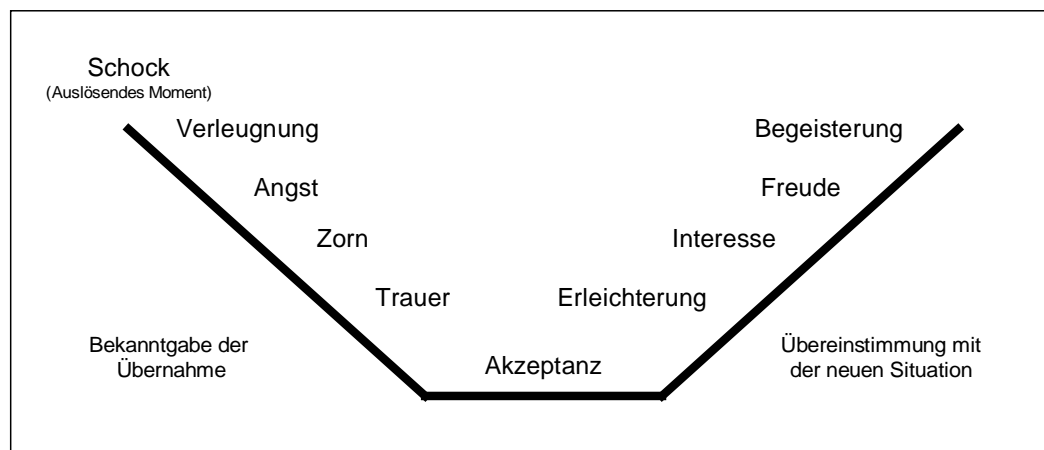 Schock
(Auslösendes Moment)
Verleugnung
Angst
Zorn
Trauer
Akzeptanz
Erleichterung
Interesse
Freude
Begeisterung
Bekanntgabe der
Übernahme
Übereinstimmung mit
der neuen Situation